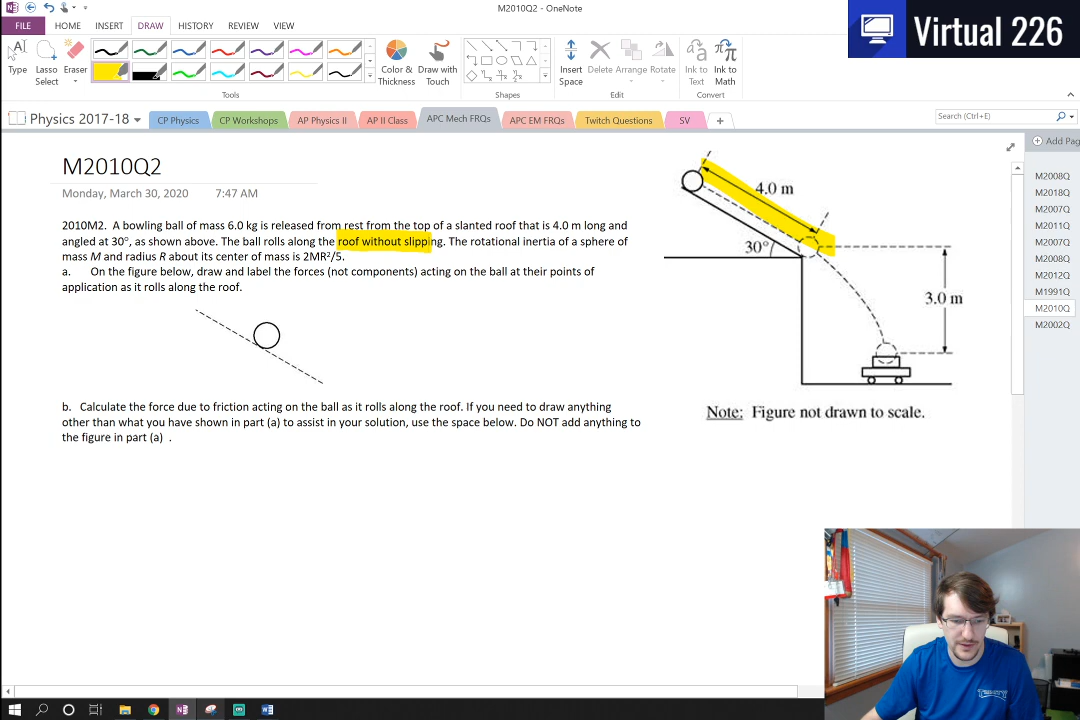 M2010Q2 - OneNote
FILE HOME INSERT DRAW HISTORY REVIEW VIEW
Virtual 226
Type
Lasso Select
Eraser
Color & Thickness
Draw with Touch
Insert Space
Delete
Arrange
Rotate
Ink to Text
Ink to Math
Tools
Shapes
Edit
Convert
Physics 2017-18
CP Physics
CP Workshops
AP Physics II
AP II Class
APC Mech FRQs
APC EM FRQs
Twitch Questions
SV
Search (Ctrl+E)
Add Pag
M2010Q2
Monday, March 30, 2020 7:47 AM
2010M2. A bowling ball of mass 6.0 kg is released from rest from the top of a slanted roof that is 4.0 m long and
angled at 30°, as shown above. The ball rolls along the roof without slipping. The rotational inertia of a sphere of
mass M and radius R about its center of mass is 2MR²/5.
a. On the figure below, draw and label the forces (not components) acting on the ball at their points of
application as it rolls along the roof.
b. Calculate the force due to friction acting on the ball as it rolls along the roof. If you need to draw anything
other than what you have shown in part (a) to assist in your solution, use the space below. Do NOT add anything to
the figure in part (a) .
4.0 m
30°
3.0 m
Note: Figure not drawn to scale.
M2008Q
M2018Q
M2007Q
M2011Q
M2007Q
M2008Q
M2012Q
M1991Q
M2010Q
M2002Q